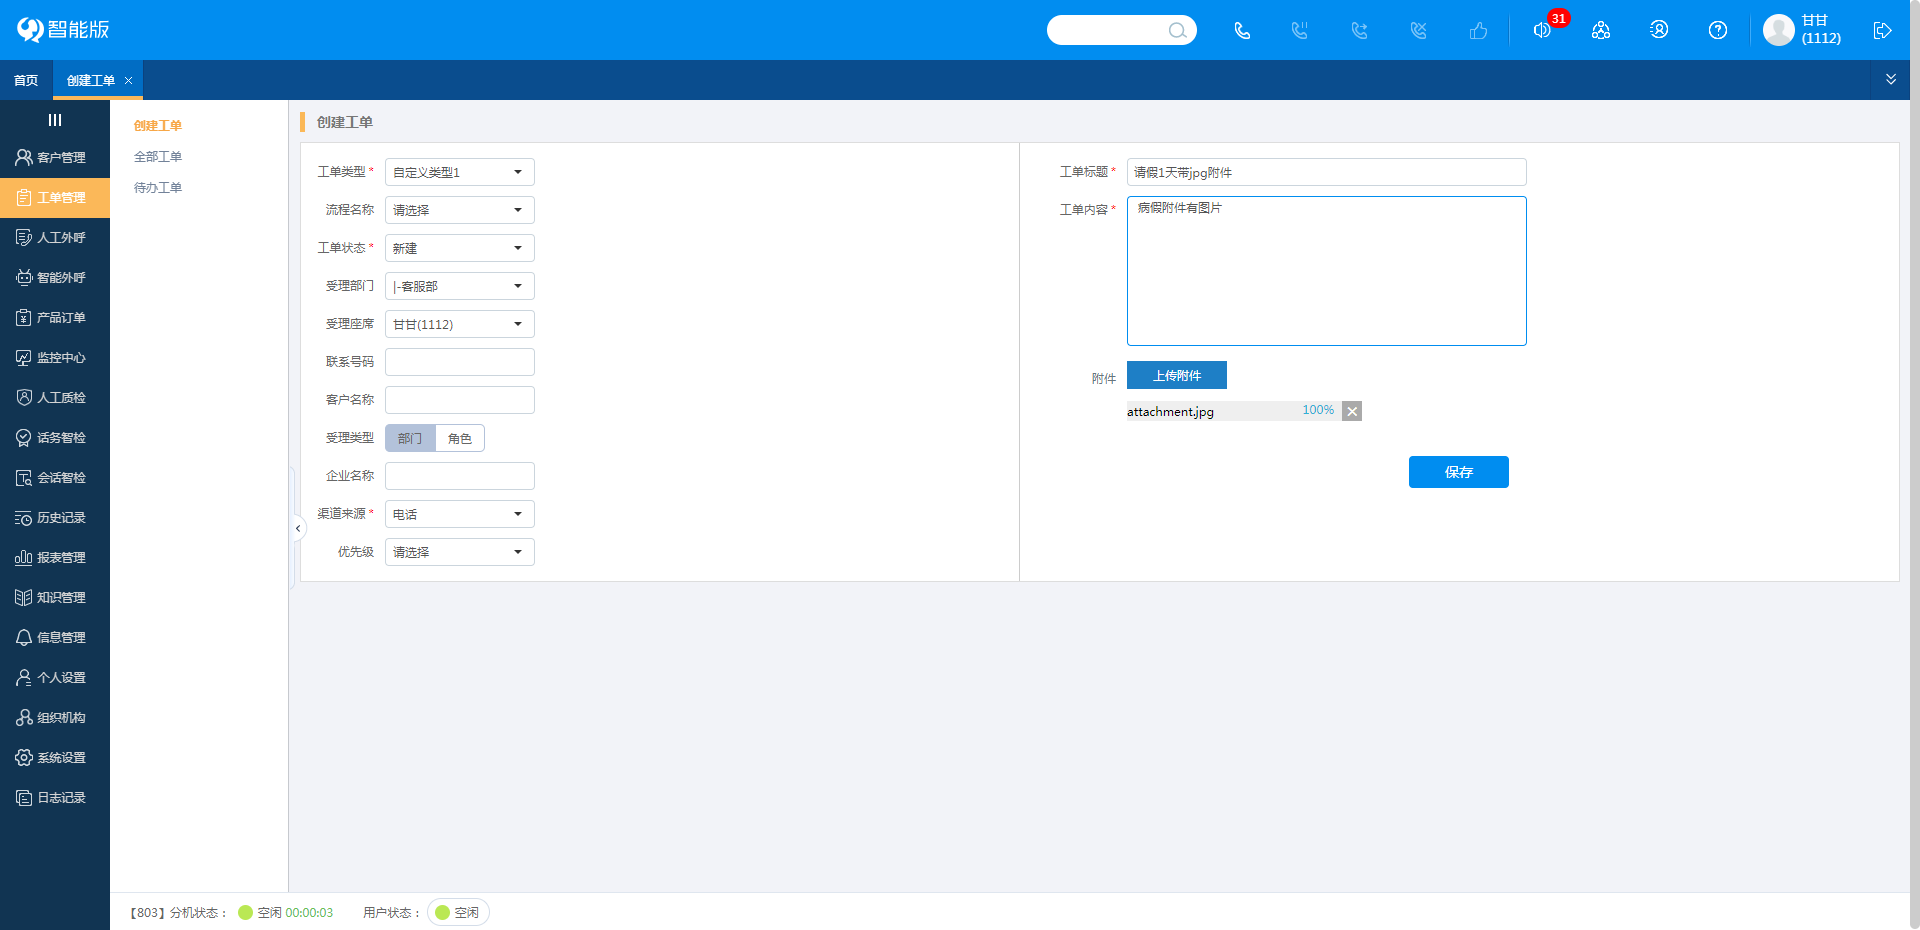 智能版
31
甘甘
(1112)
首页
创建工单
客户管理
工单管理
人工外呼
智能外呼
产品订单
监控中心
人工质检
话务智检
会话智检
历史记录
报表管理
知识管理
信息管理
个人设置
组织机构
系统设置
日志记录
创建工单
全部工单
待办工单
创建工单
工单类型 * 自定义类型1
流程名称 请选择
工单状态 * 新建
受理部门 |-客服部
受理座席 甘甘(1112)
联系号码
客户名称
受理类型 部门 角色
企业名称
渠道来源 * 电话
优先级 请选择
工单标题 * 请假1天带jpg附件
工单内容 * 病假附件有图片
附件 上传附件
attachment.jpg 100%
保存
【803】分机状态： 空闲 00:00:03 用户状态： 空闲